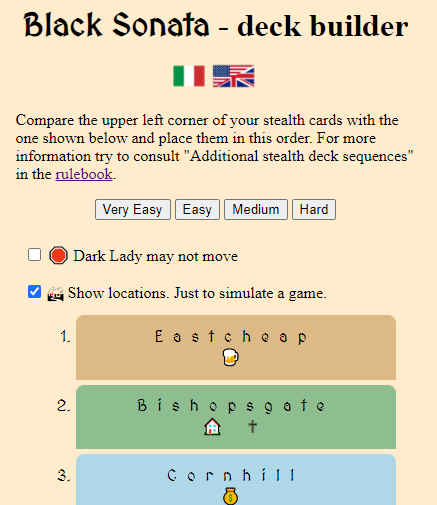 Black Sonata - deck builder
Compare the upper left corner of your stealth cards with the
one shown below and place them in this order. For more
information try to consult "Additional stealth deck sequences"
in the rulebook.
Very Easy Easy Medium Hard
Dark Lady may not move
Show locations. Just to simulate a game.
1. Eastcheap
2. Bishopsgate
3. Cornhill